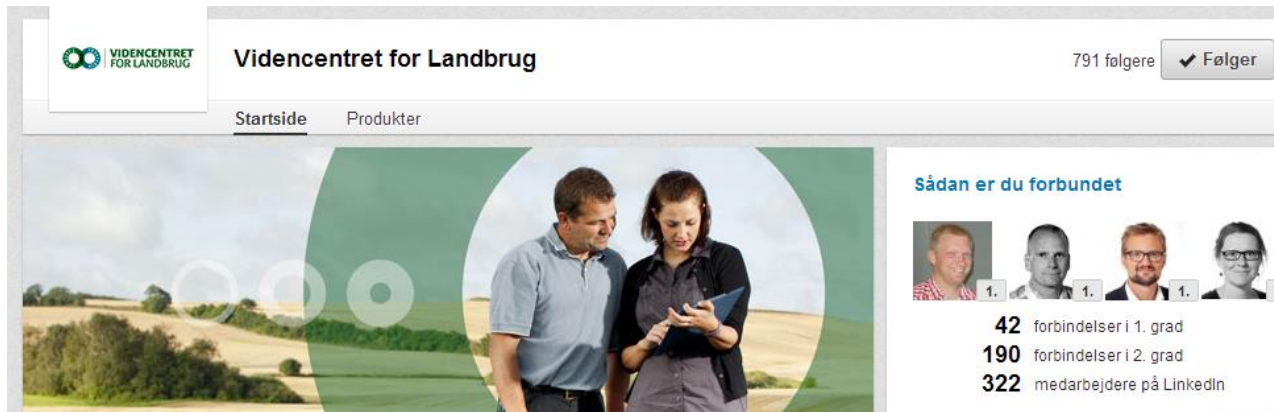 VIDENCENTRET
FOR LANDBRUG
Videncentret for Landbrug
791 følgere ✔ Følger
Startside Produkter
Sådan er du forbundet
1. 1. 1.
42 forbindelser i 1. grad
190 forbindelser i 2. grad
322 medarbejdere på LinkedIn